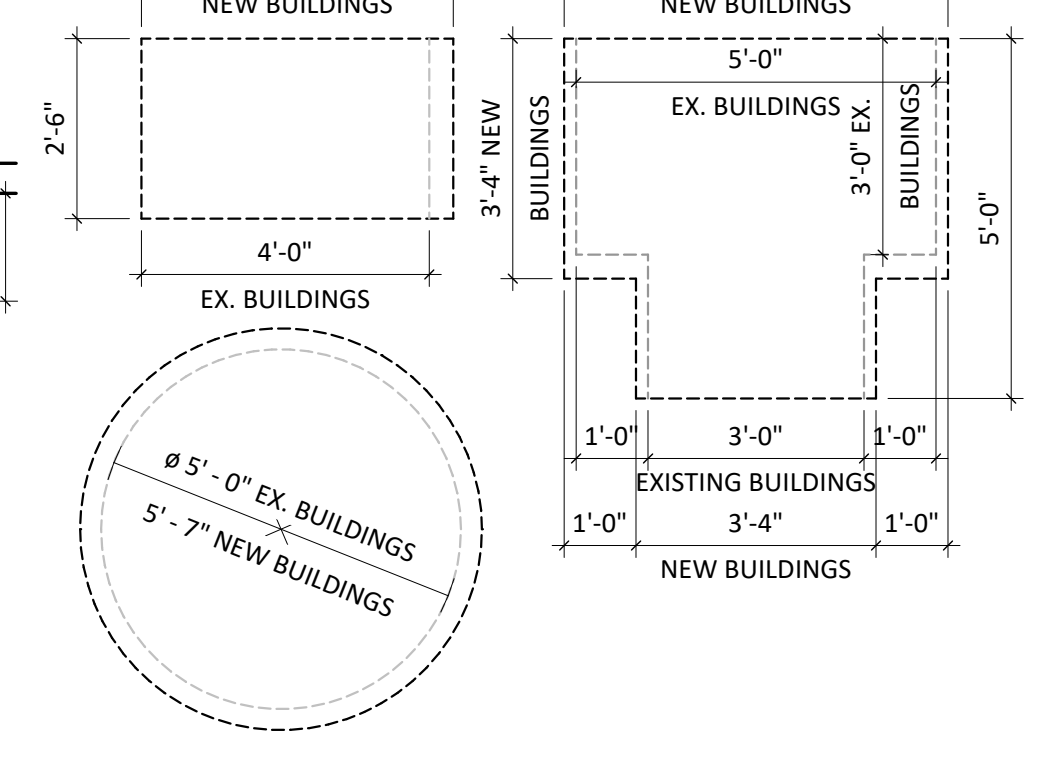 NEW BUILDINGS
2'-6"
4'-0"
EX. BUILDINGS
NEW BUILDINGS
5'-0"
EX. BUILDINGS
3'-4" NEW
BUILDINGS
3'-0" EX.
BUILDINGS
5'-0"
1'-0"
3'-0"
1'-0"
EXISTING BUILDINGS
1'-0"
3'-4"
1'-0"
NEW BUILDINGS
ø 5' - 0" EX. BUILDINGS
5' - 7" NEW BUILDINGS